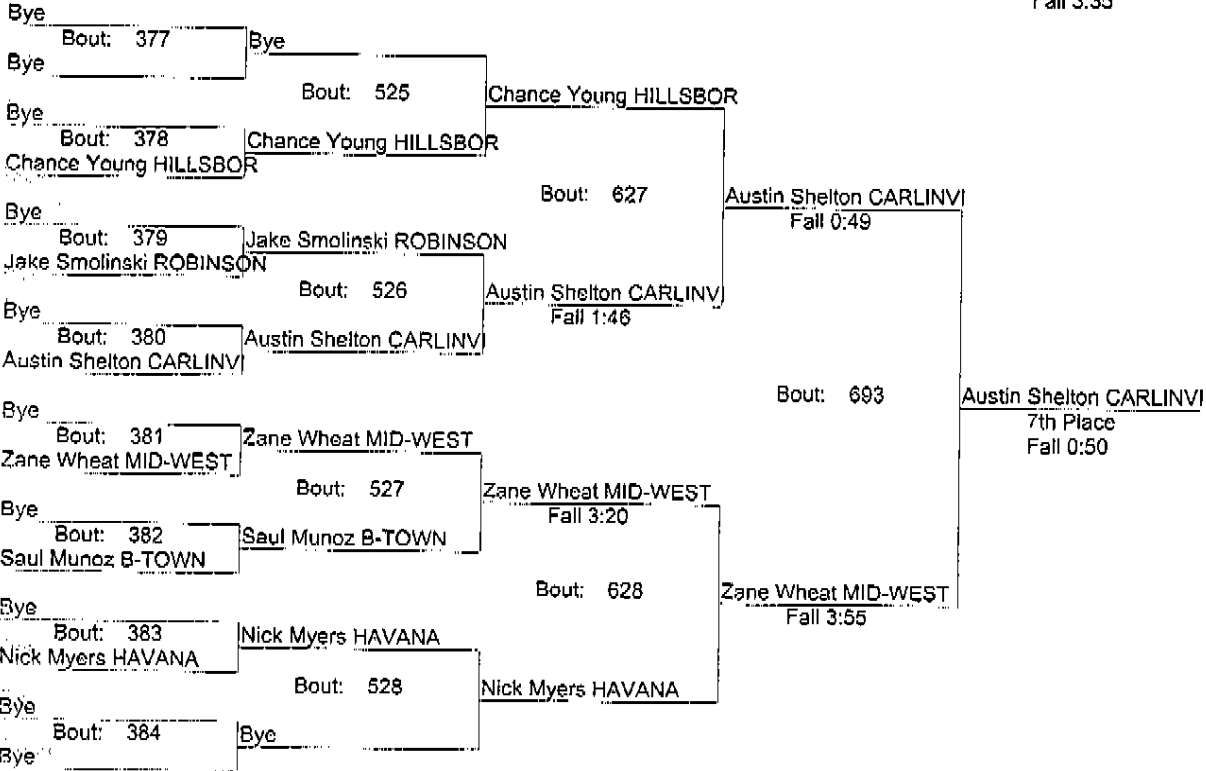 Fall 3:35
Bye
Bout: 377 Bye
Bye
Bout: 525 Chance Young HILLSBOR
Bye
Bout: 378 Chance Young HILLSBOR
Chance Young HILLSBOR
Bout: 627 Austin Shelton CARLINVI
Fall 0:49
Bye
Bout: 379 Jake Smolinski ROBINSON
Jake Smolinski ROBINSON
Bout: 526 Austin Shelton CARLINVI
Fall 1:46
Bye
Bout: 380 Austin Shelton CARLINVI
Austin Shelton CARLINVI
Bout: 693 Austin Shelton CARLINVI
7th Place
Fall 0:50
Bye
Bout: 381 Zane Wheat MID-WEST
Zane Wheat MID-WEST
Bout: 527 Zane Wheat MID-WEST
Fall 3:20
Bye
Bout: 382 Saul Munoz B-TOWN
Saul Munoz B-TOWN
Bout: 628 Zane Wheat MID-WEST
Fall 3:55
Bye
Bout: 383 Nick Myers HAVANA
Nick Myers HAVANA
Bout: 528 Nick Myers HAVANA
Bye
Bout: 384 Bye
Bye